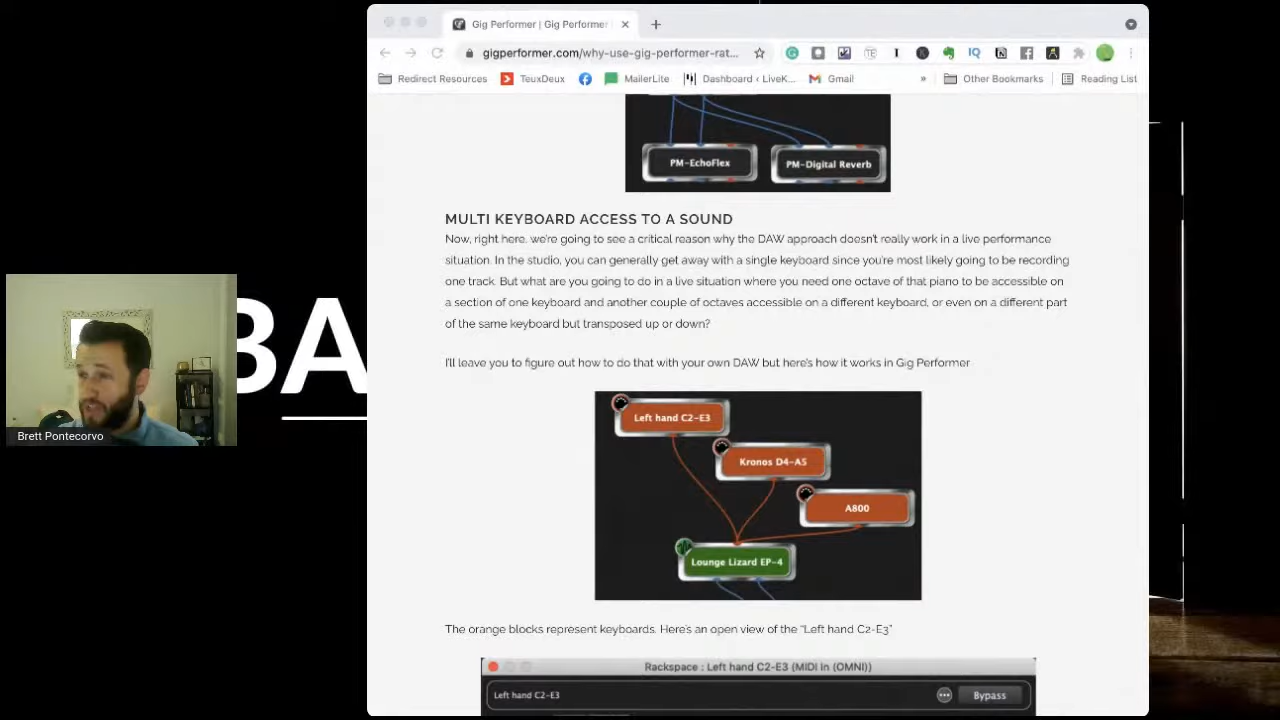 Gig Performer | Gig Performer
gigperformer.com/why-use-gig-performer-rat...
Redirect Resources
TeuxDeux
MailerLite
Dashboard ‹ LiveK...
Gmail
»
Other Bookmarks
Reading List
PM-EchoFlex
PM-Digital Reverb
MULTI KEYBOARD ACCESS TO A SOUND
Now, right here, we're going to see a critical reason why the DAW approach doesn't really work in a live performance
situation. In the studio, you can generally get away with a single keyboard since you're most likely going to be recording
one track. But what are you going to do in a live situation where you need one octave of that piano to be accessible on
a section of one keyboard and another couple of octaves accessible on a different keyboard, or even on a different part
of the same keyboard but transposed up or down?
I'll leave you to figure out how to do that with your own DAW but here's how it works in Gig Performer
Left hand C2-E3
Kronos D4-A5
A800
Lounge Lizard EP-4
The orange blocks represent keyboards. Here's an open view of the "Left hand C2-E3"
Rackspace : Left hand C2-E3 (MIDI In (OMNI))
Left hand C2-E3
Bypass
BA
Brett Pontecorvo